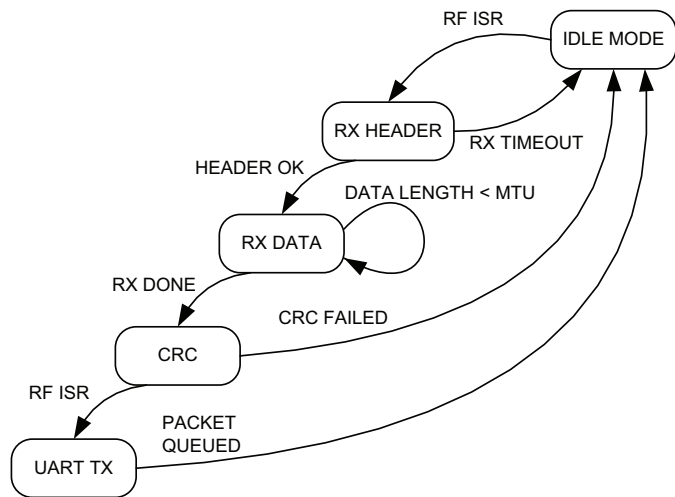 RF ISR
IDLE MODE
RX HEADER
RX TIMEOUT
HEADER OK
DATA LENGTH < MTU
RX DATA
RX DONE
CRC FAILED
CRC
RF ISR
PACKET
QUEUED
UART TX